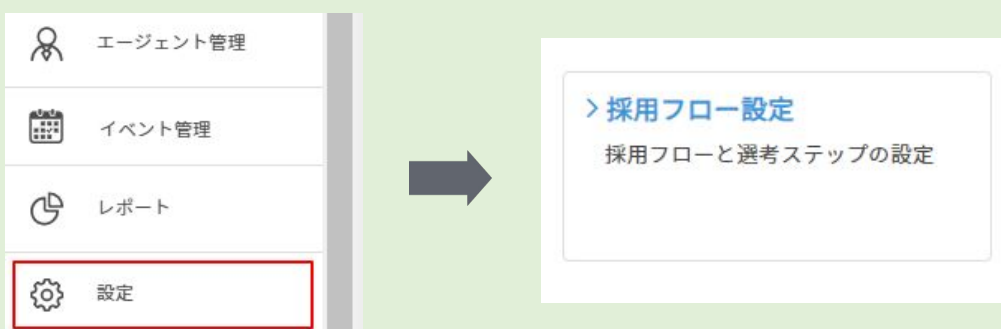 エージェント管理
イベント管理
レポート
設定
採用フロー設定
採用フローと選考ステップの設定